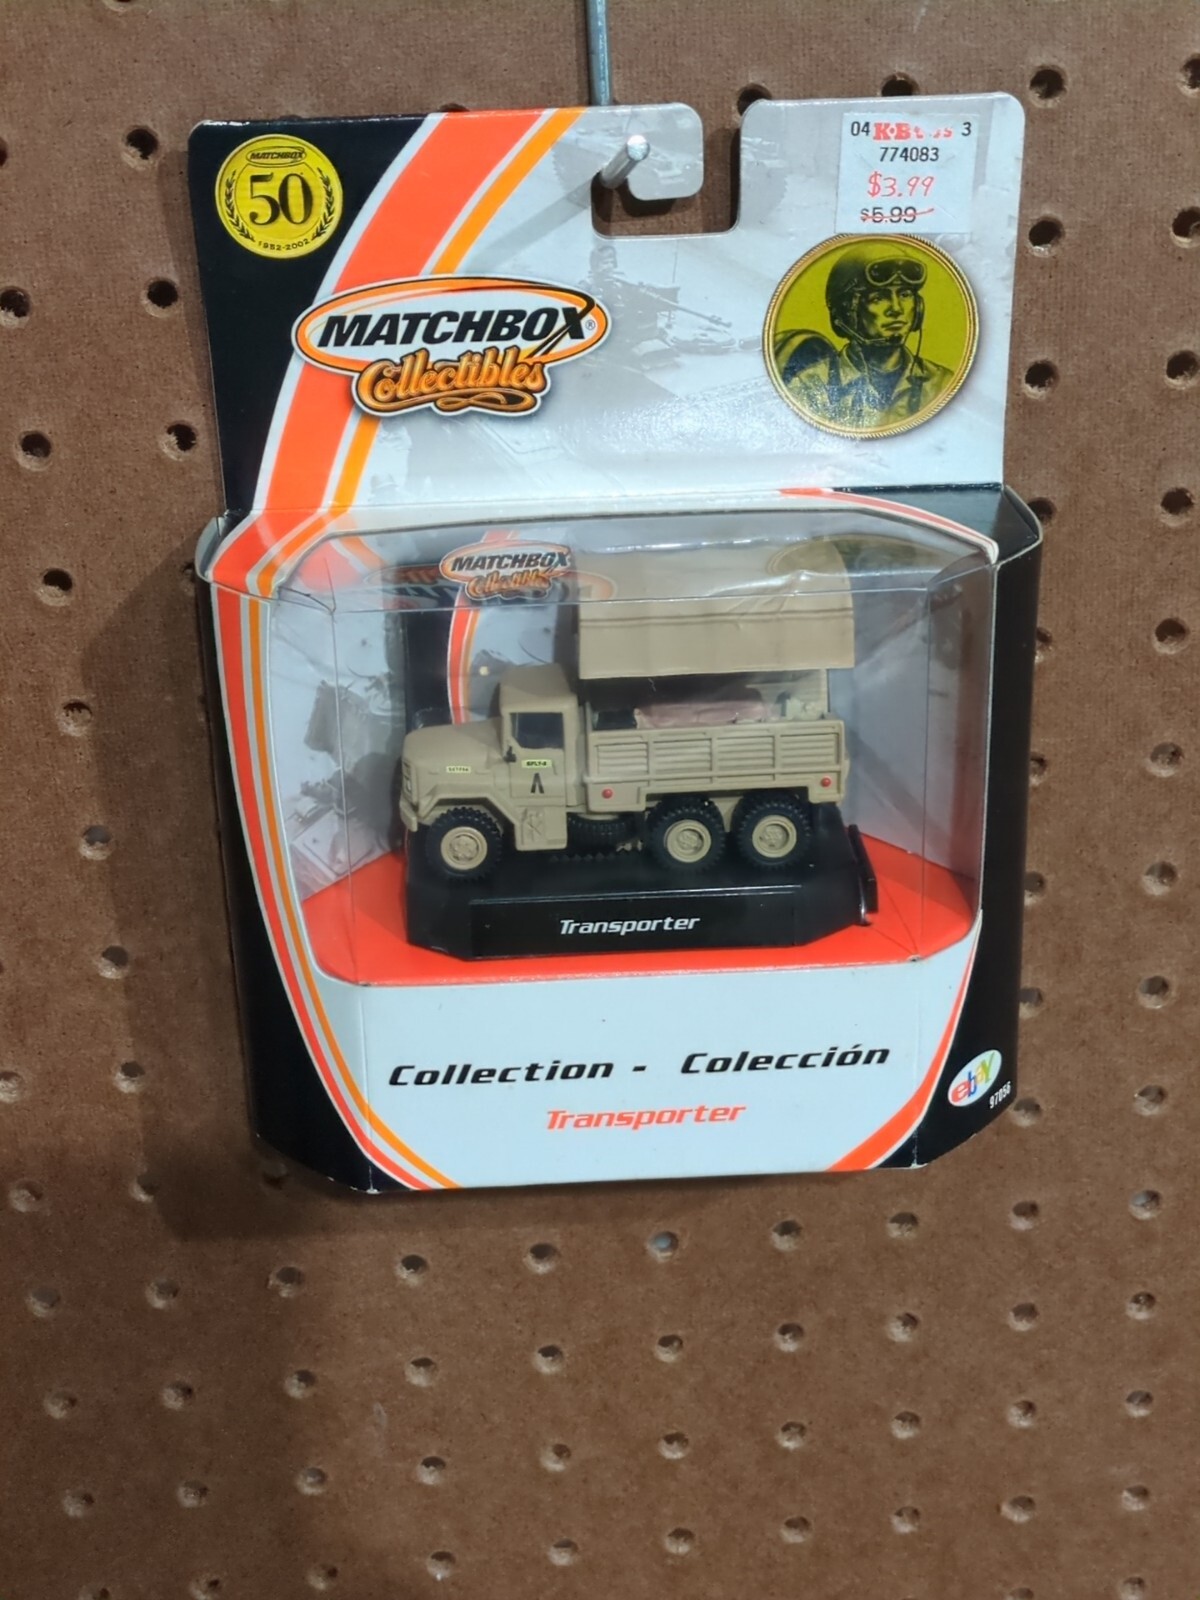 MATCHBOX
50
1952-2002
04 K·B 3
774083
$3.99
$5.99
MATCHBOX®
Collectibles
MATCHBOX
Collectibles
Transporter
Collection - Colección
Transporter
ebay
97056